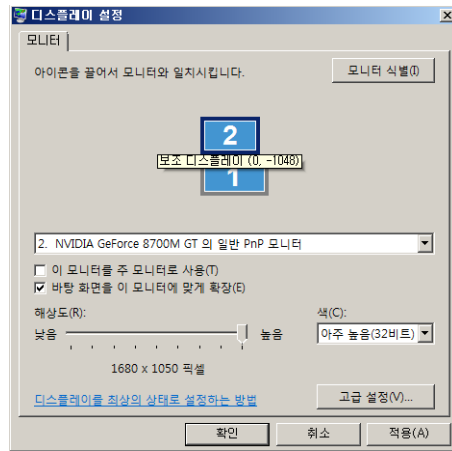 디스플레이 설정
모니터
아이콘을 끌어서 모니터와 일치시킵니다.
모니터 식별(I)
2
보조 디스플레이 (0, -1048)
1
2. NVIDIA GeForce 8700M GT 의 일반 PnP 모니터
이 모니터를 주 모니터로 사용(T)
바탕 화면을 이 모니터에 맞게 확장(E)
해상도(R):
색(C):
낮음
높음
아주 높음(32비트)
1680 x 1050 픽셀
디스플레이를 최상의 상태로 설정하는 방법
고급 설정(V)...
확인
취소
적용(A)